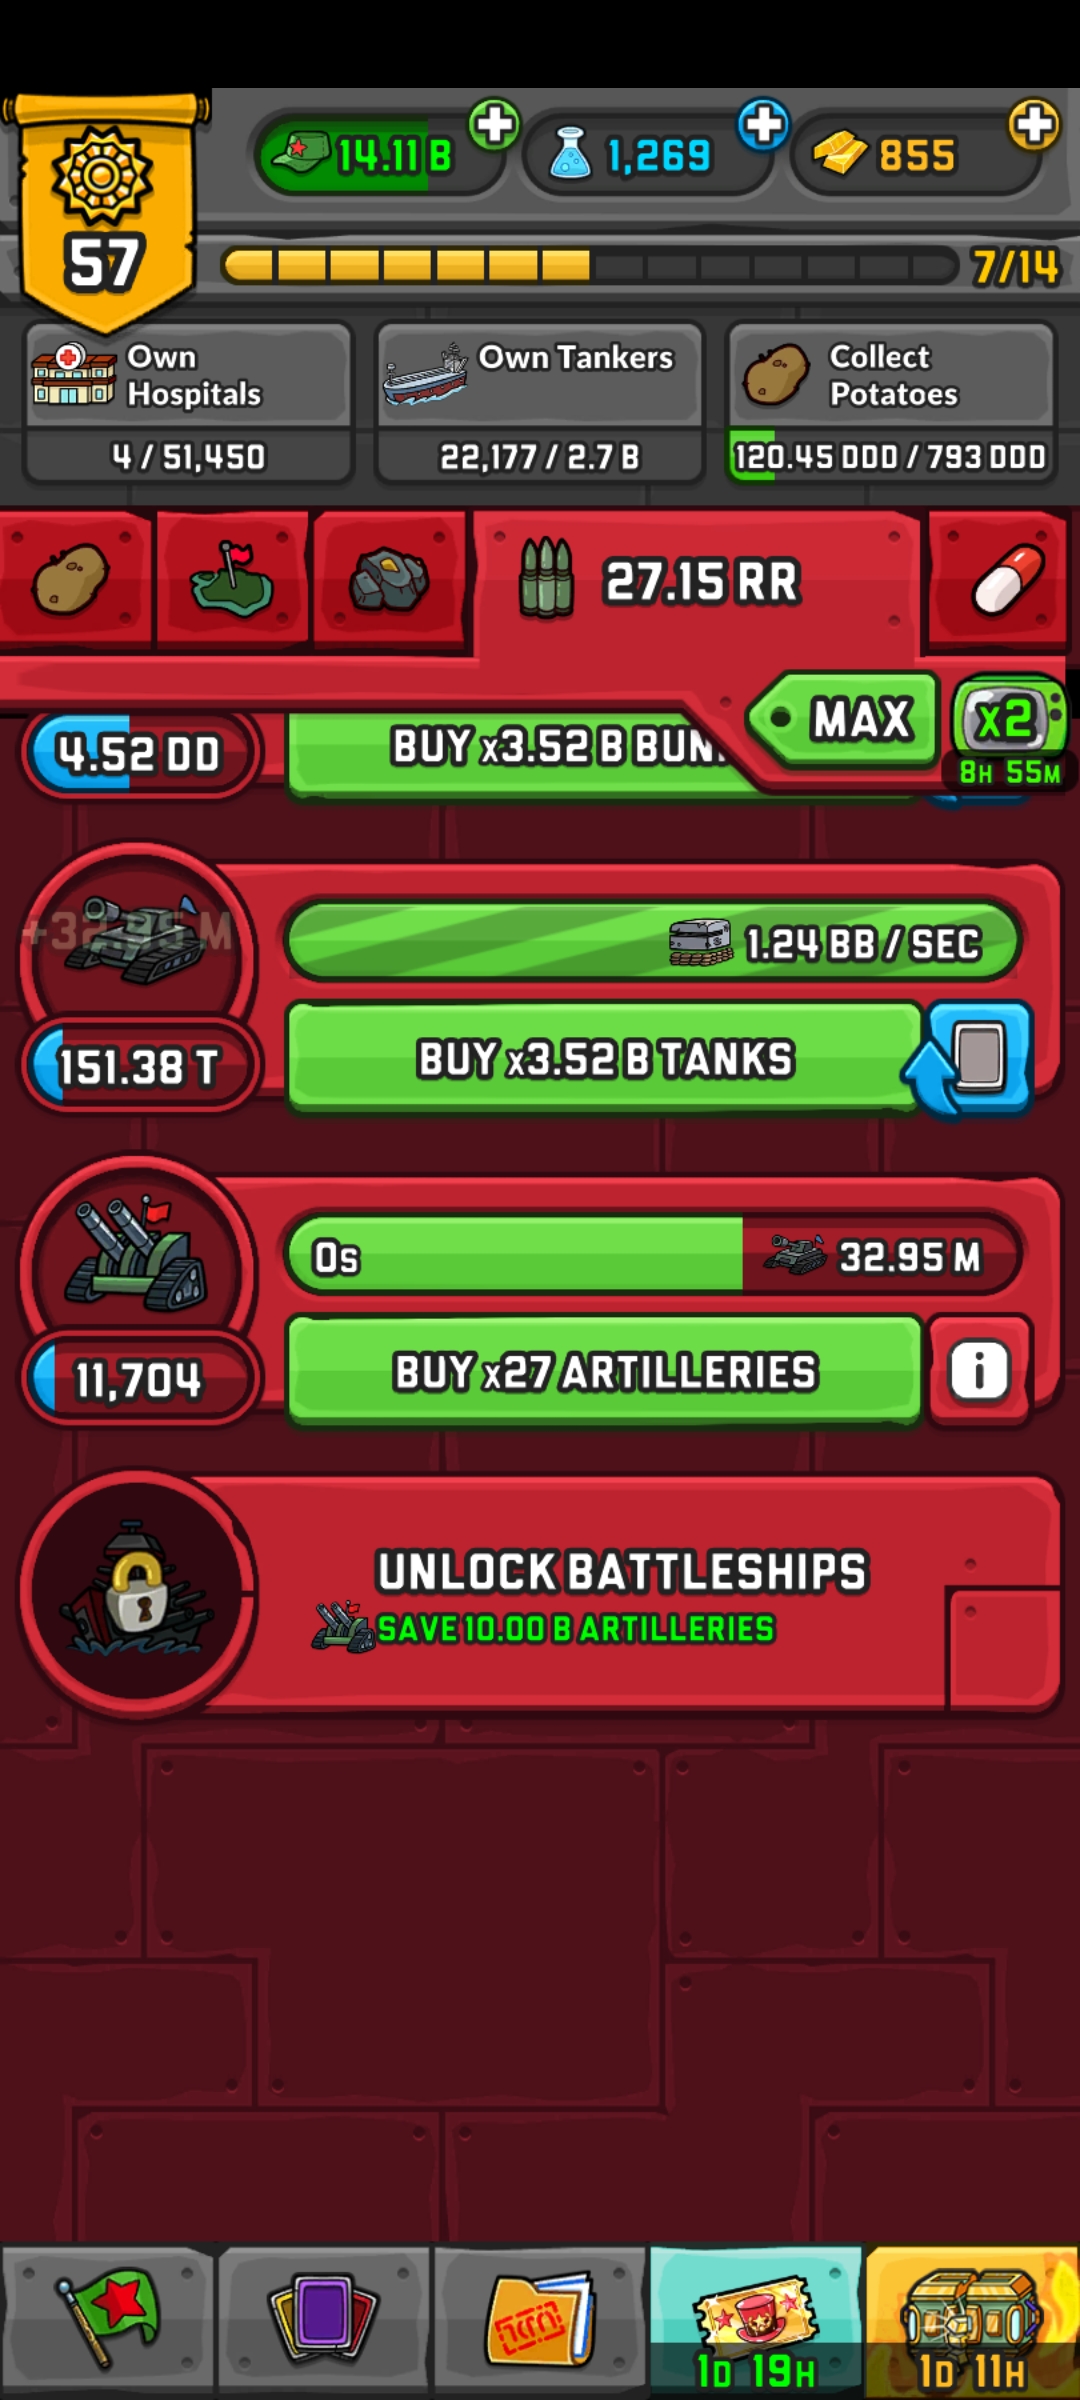 14.11 B
1,269
855
57
7/14
Own
Hospitals
4 / 51,450
Own Tankers
22,177 / 2.7 B
Collect
Potatoes
120.45 DDD / 793 DDD
27.15 RR
MAX
x2
8H 55M
4.52 DD
BUY x3.52 B BUN
+32.95 M
1.24 BB / SEC
151.38 T
BUY x3.52 B TANKS
0s
32.95 M
11,704
BUY x27 ARTILLERIES
i
UNLOCK BATTLESHIPS
SAVE 10.00 B ARTILLERIES
1D 19H
1D 11H